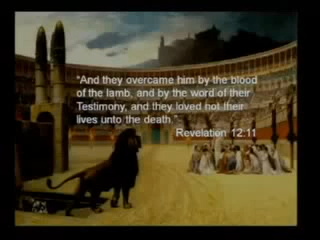 "And they overcame him by the blood
of the lamb, and by the word of their
Testimony, and they loved not their
lives unto the death."
Revelation 12:11